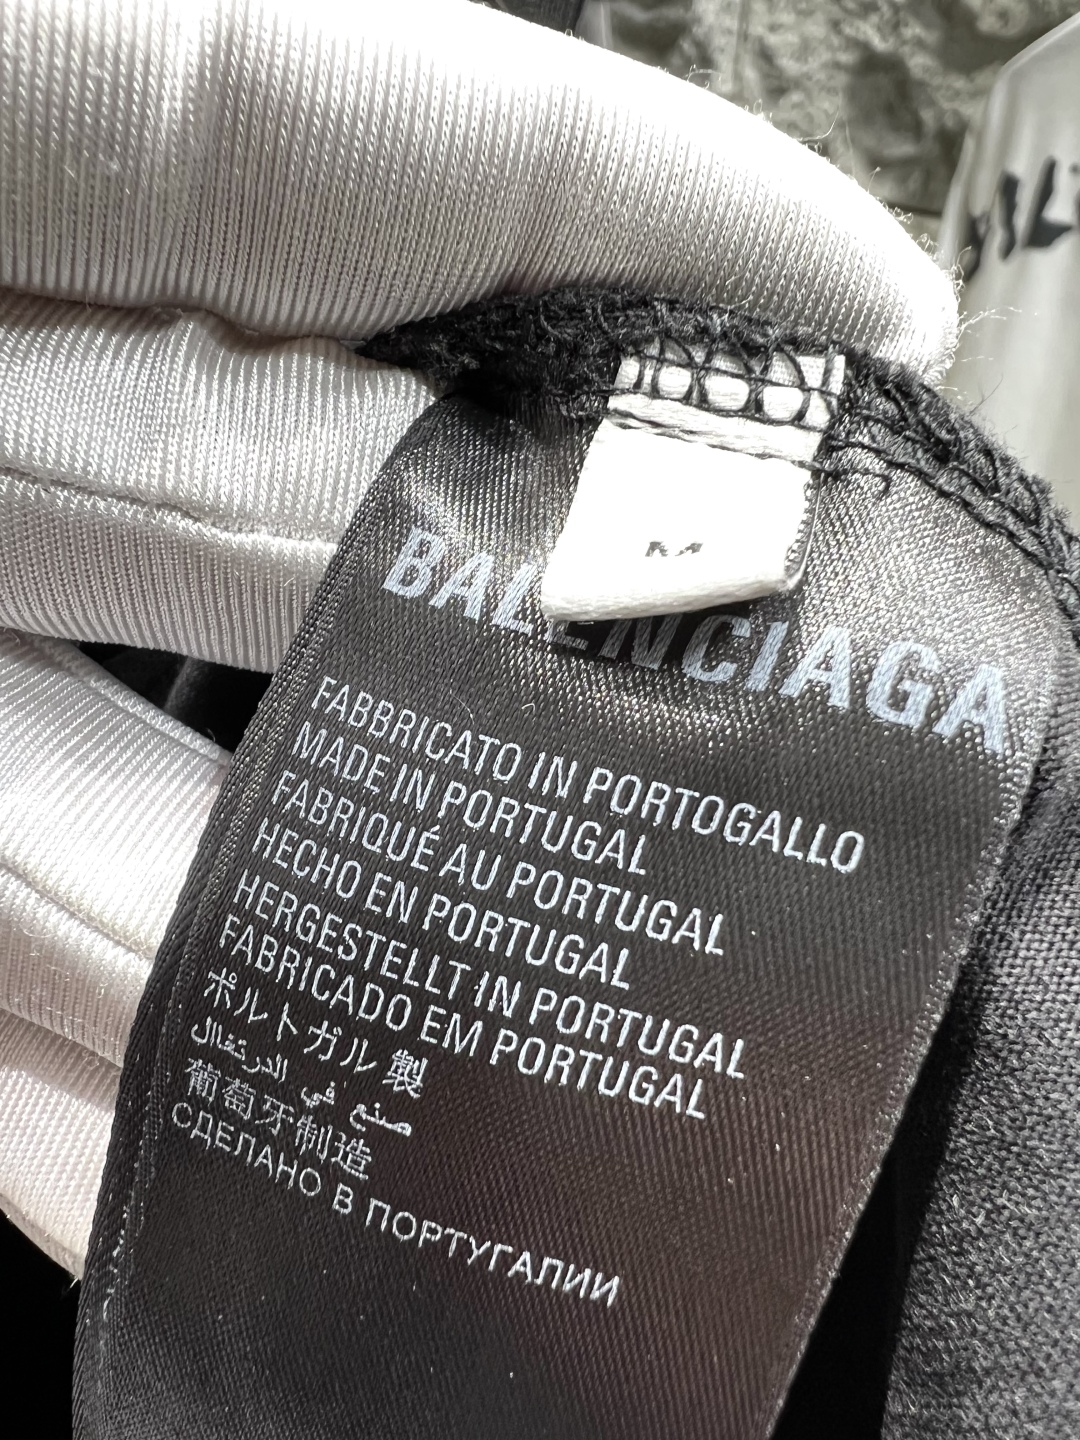 M
BALENCIAGA
FABBRICATO IN PORTOGALLO
MADE IN PORTUGAL
FABRIQUÉ AU PORTUGAL
HECHO EN PORTUGAL
HERGESTELLT IN PORTUGAL
FABRICADO EM PORTUGAL
ポルトガル製
صنع في البرتغال
葡萄牙制造
СДЕЛАНО В ПОРТУГАЛИИ